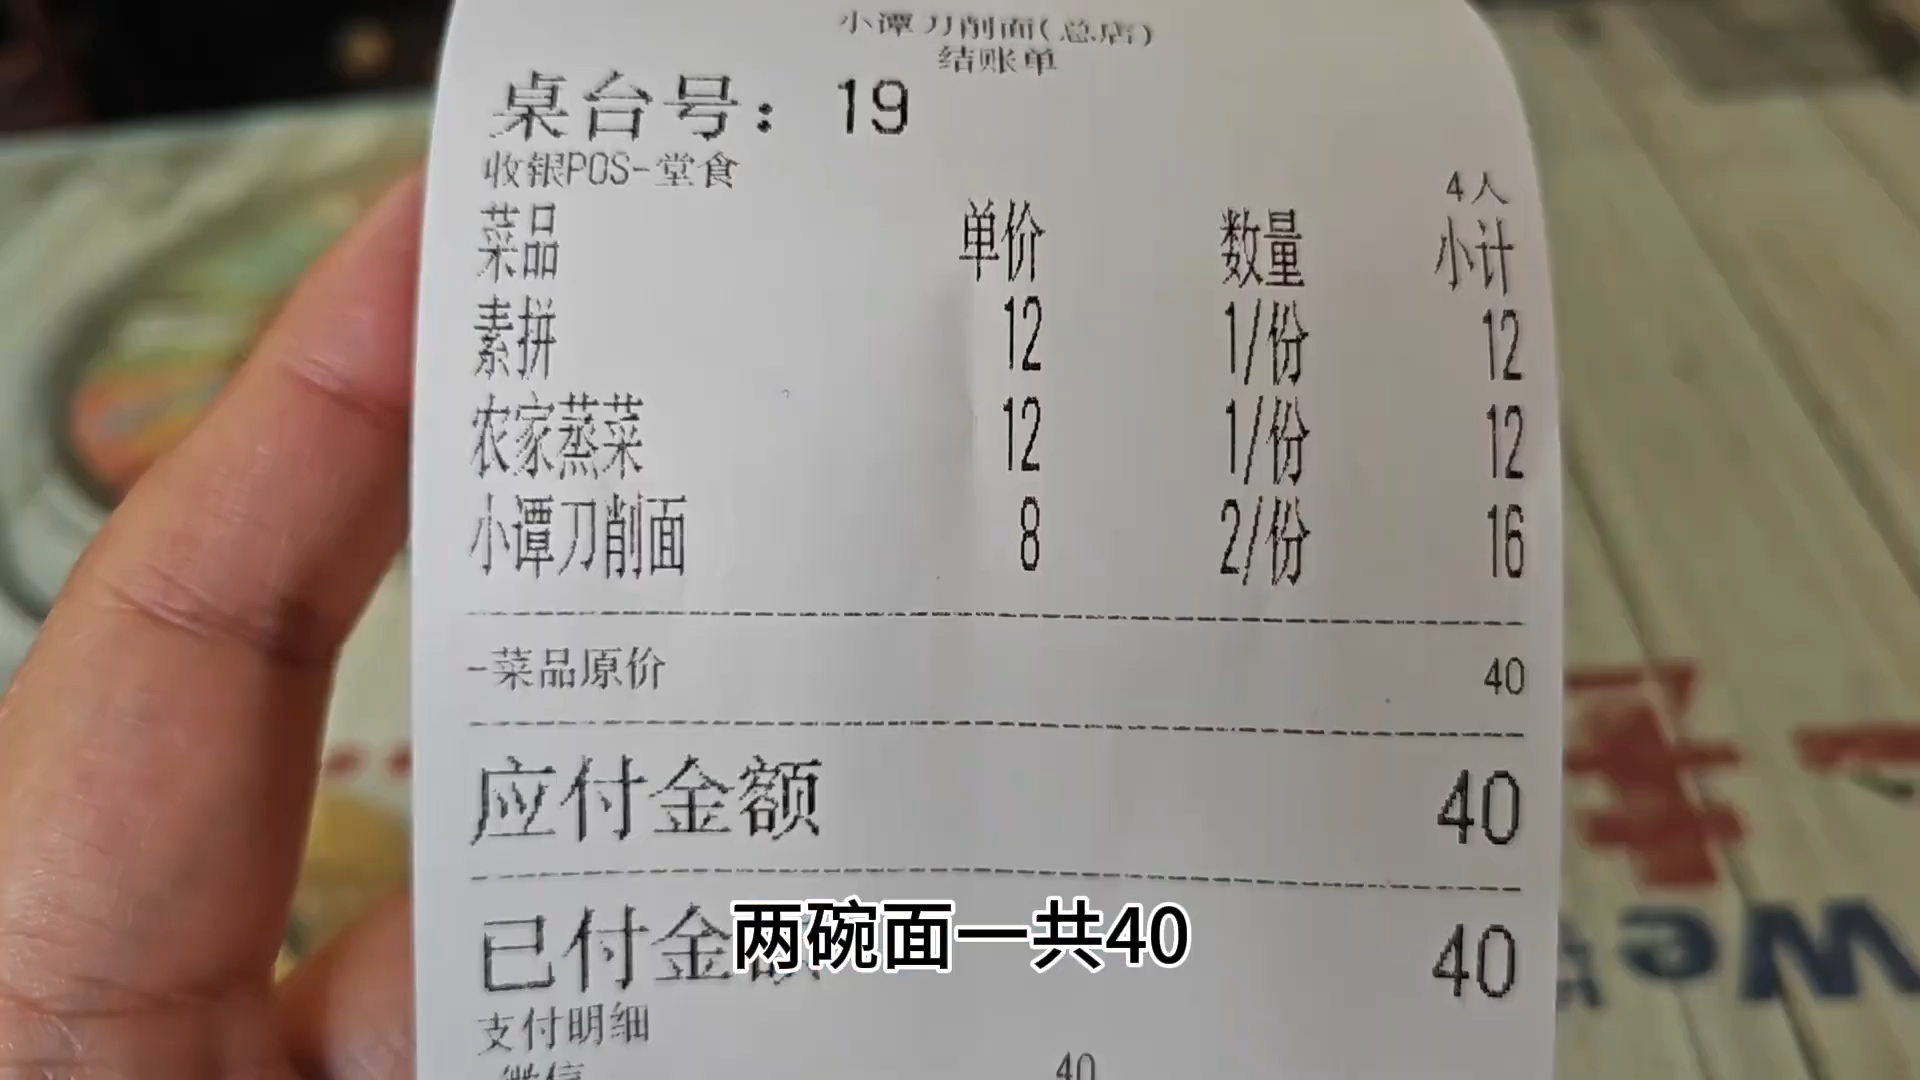 小谭刀削面(总店)
结账单
桌台号：19
收银POS-堂食
4人
菜品 单价 数量 小计
素拼 12 1/份 12
农家蒸菜 12 1/份 12
小谭刀削面 8 2/份 16
-菜品原价 40
应付金额 40
已付金额 40
两碗面一共40
支付明细
微信 40
We